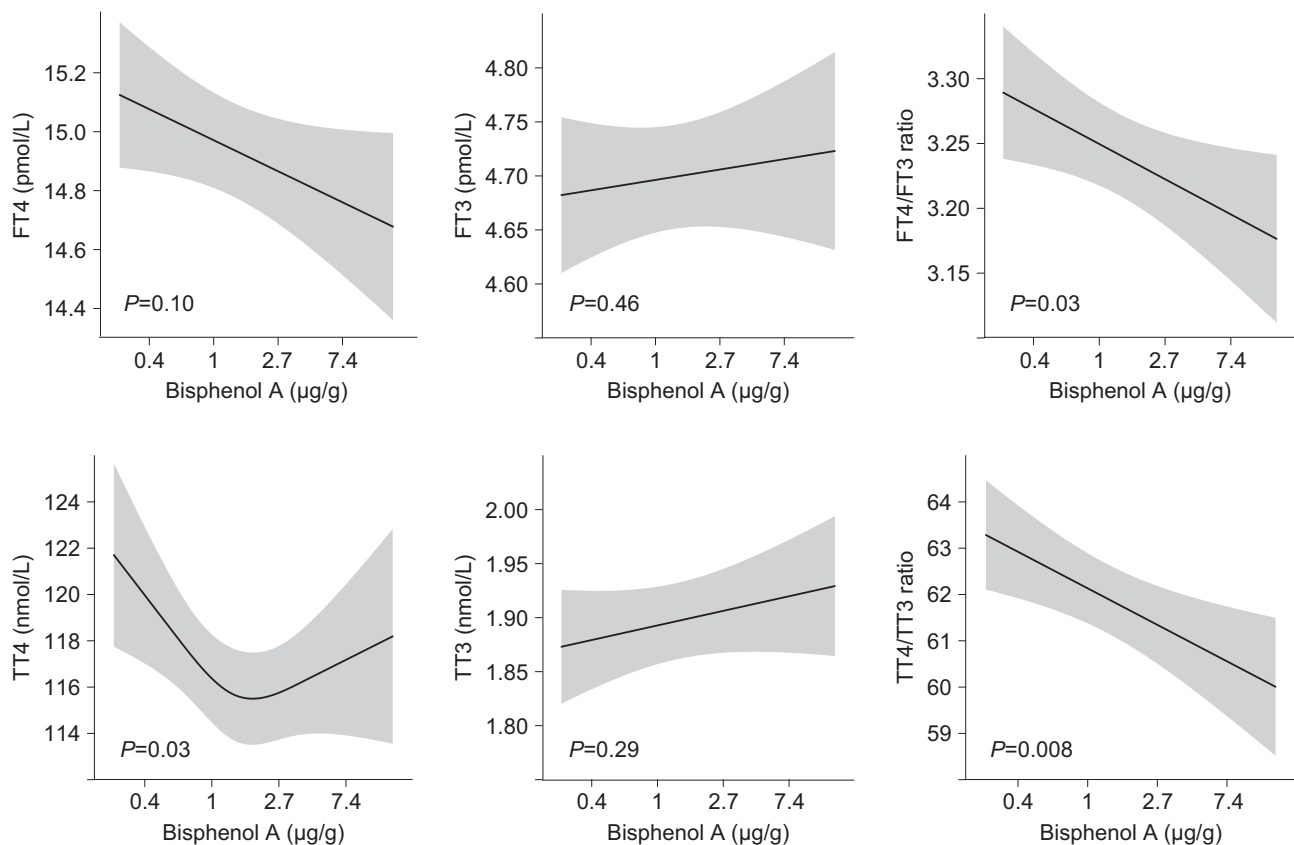 FT4 (pmol/L)
15.2
15.0
14.8
14.6
14.4
P=0.10
0.4 1 2.7 7.4
Bisphenol A (µg/g)
FT3 (pmol/L)
4.80
4.75
4.70
4.65
4.60
P=0.46
0.4 1 2.7 7.4
Bisphenol A (µg/g)
FT4/FT3 ratio
3.30
3.25
3.20
3.15
P=0.03
0.4 1 2.7 7.4
Bisphenol A (µg/g)
TT4 (nmol/L)
124
122
120
118
116
114
P=0.03
0.4 1 2.7 7.4
Bisphenol A (µg/g)
TT3 (nmol/L)
2.00
1.95
1.90
1.85
1.80
P=0.29
0.4 1 2.7 7.4
Bisphenol A (µg/g)
TT4/TT3 ratio
64
63
62
61
60
59
P=0.008
0.4 1 2.7 7.4
Bisphenol A (µg/g)